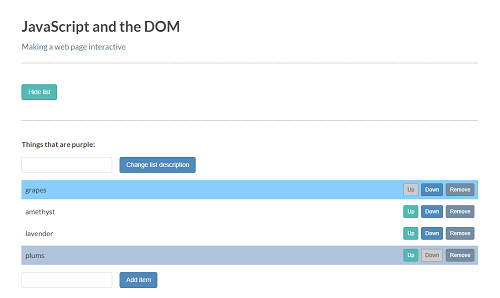 JavaScript and the DOM
Making a web page interactive
Hide list
Things that are purple:
Change list description
grapes Up Down Remove
amethyst Up Down Remove
lavender Up Down Remove
plums Up Down Remove
Add item